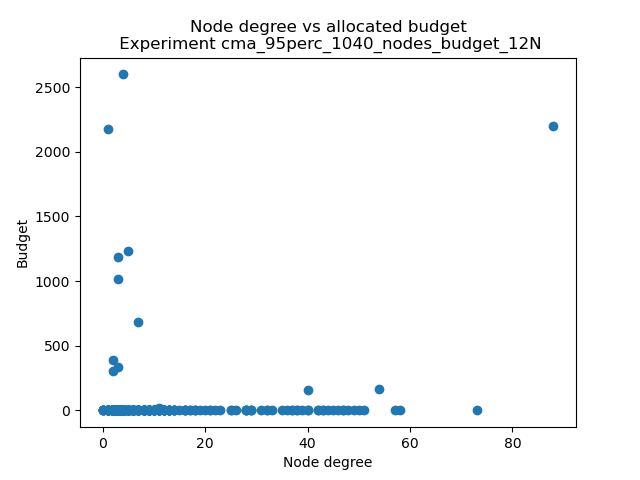 Node degree vs allocated budget
Experiment cma_95perc_1040_nodes_budget_12N
2500
2000
1500
1000
500
0
Budget
0 20 40 60 80
Node degree